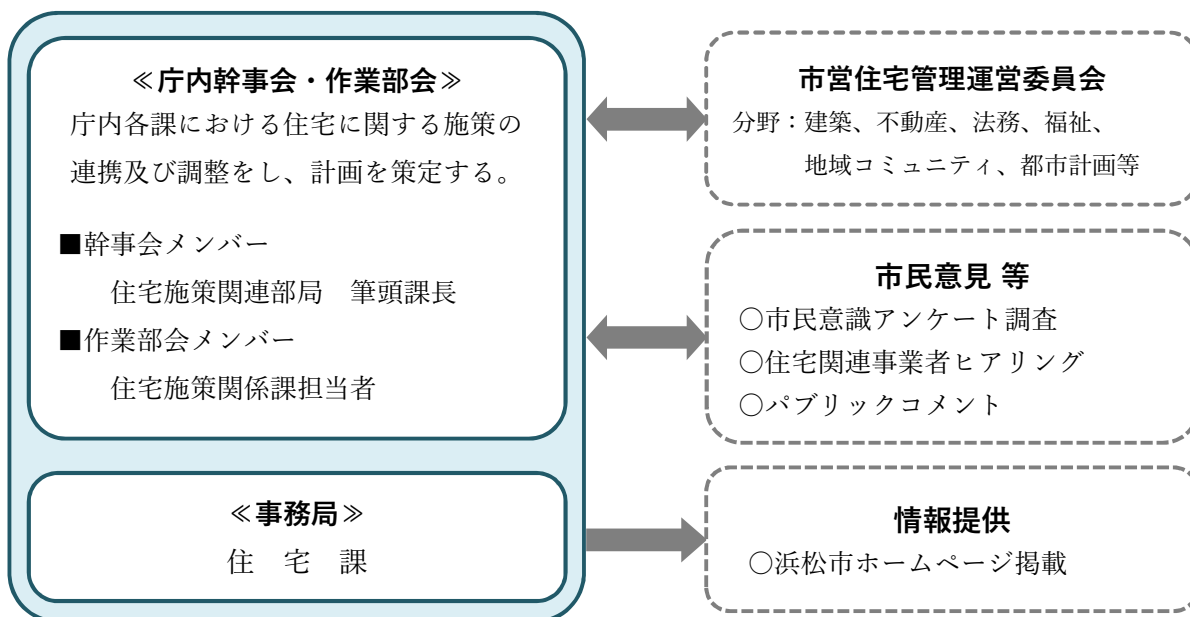 ≪庁内幹事会・作業部会≫
庁内各課における住宅に関する施策の
連携及び調整をし、計画を策定する。
■幹事会メンバー
住宅施策関連部局　筆頭課長
■作業部会メンバー
住宅施策関係課担当者
≪事務局≫
住　宅　課
市営住宅管理運営委員会
分野：建築、不動産、法務、福祉、
地域コミュニティ、都市計画等
市民意見 等
○市民意識アンケート調査
○住宅関連事業者ヒアリング
○パブリックコメント
情報提供
○浜松市ホームページ掲載